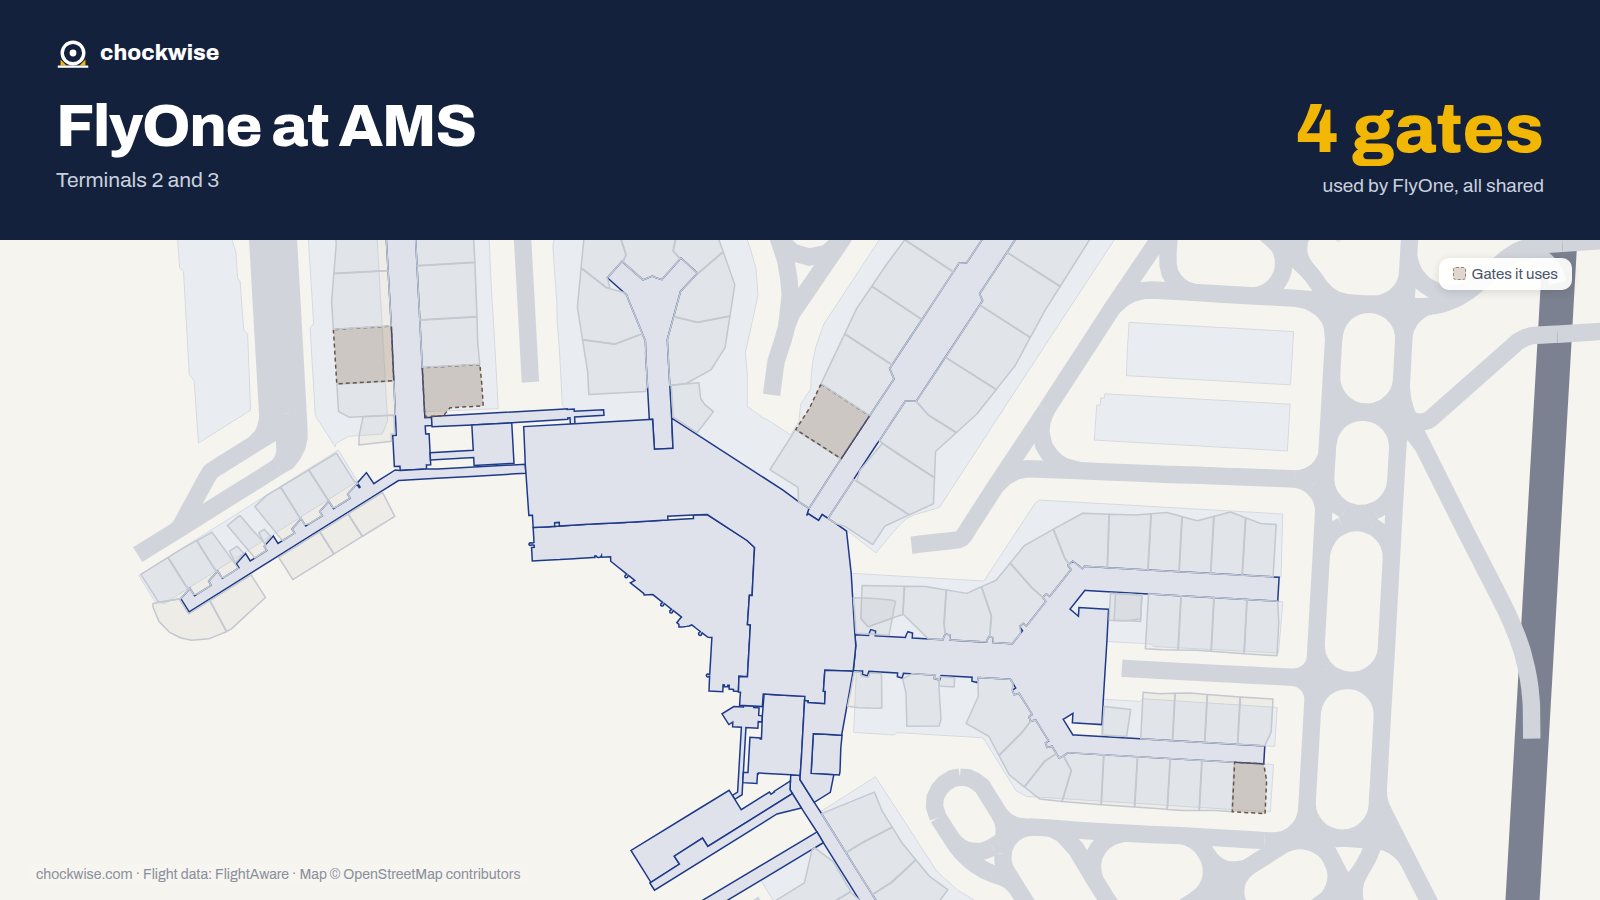 chockwise
FlyOne at AMS
Terminals 2 and 3
4 gates
used by FlyOne, all shared
Gates it uses
chockwise.com · Flight data: FlightAware · Map © OpenStreetMap contributors